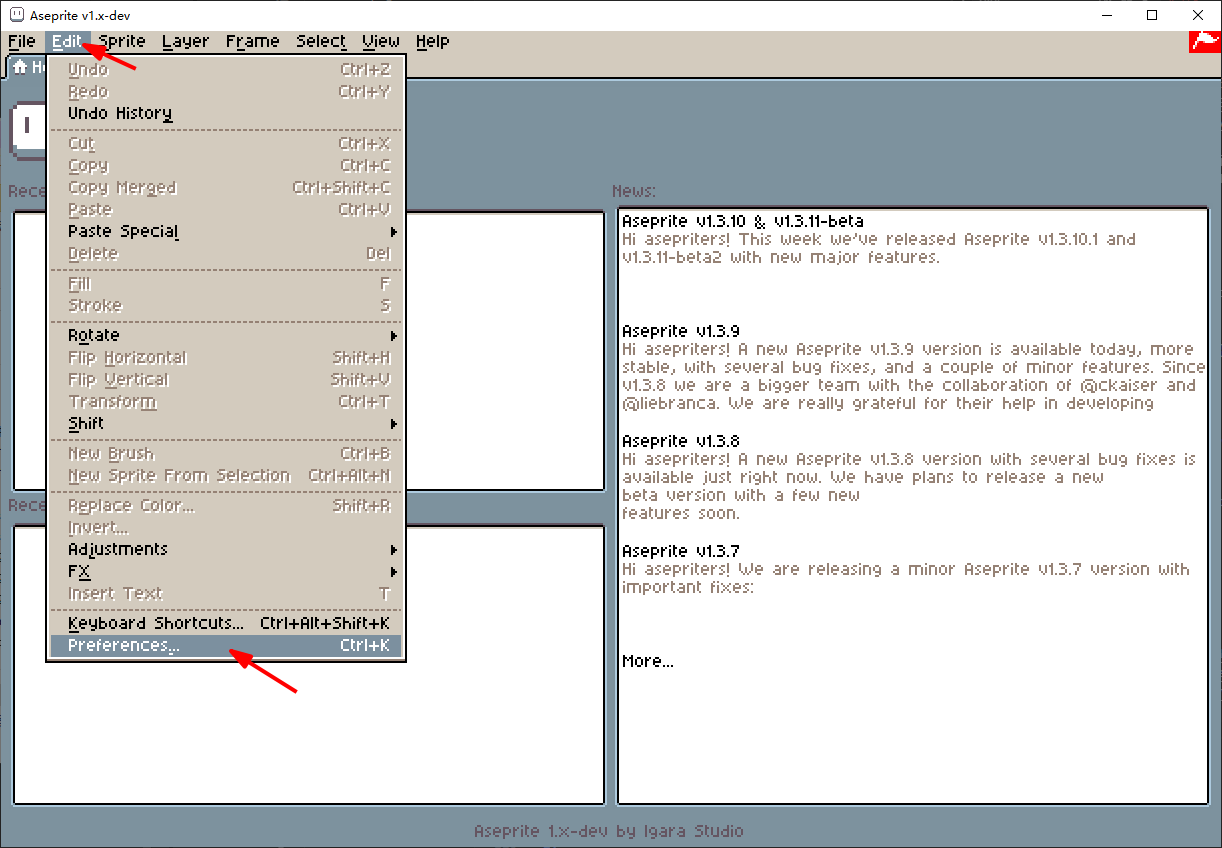 Aseprite v1.x-dev
File Edit Sprite Layer Frame Select View Help
Undo Ctrl+Z
Redo Ctrl+Y
Undo History
Cut Ctrl+X
Copy Ctrl+C
Copy Merged Ctrl+Shift+C
Paste Ctrl+V
Paste Special
Delete Del
Fill F
Stroke S
Rotate
Flip Horizontal Shift+H
Flip Vertical Shift+V
Transform Ctrl+T
Shift
New Brush Ctrl+B
New Sprite From Selection Ctrl+Alt+N
Replace Color... Shift+R
Invert...
Adjustments
FX
Insert Text T
Keyboard Shortcuts... Ctrl+Alt+Shift+K
Preferences... Ctrl+K
News:
Aseprite v1.3.10 & v1.3.11-beta
Hi asepriters! This week we've released Aseprite v1.3.10.1 and
v1.3.11-beta2 with new major features.
Aseprite v1.3.9
Hi asepriters! A new Aseprite v1.3.9 version is available today, more
stable, with several bug fixes, and a couple of minor features. Since
v1.3.8 we are a bigger team with the collaboration of @ckaiser and
@liebranca. We are really grateful for their help in developing
Aseprite v1.3.8
Hi asepriters! A new Aseprite v1.3.8 version with several bug fixes is
available just right now. We have plans to release a new
beta version with a few new
features soon.
Aseprite v1.3.7
Hi asepriters! We are releasing a minor Aseprite v1.3.7 version with
important fixes:
More...
Aseprite 1.x-dev by Igara Studio